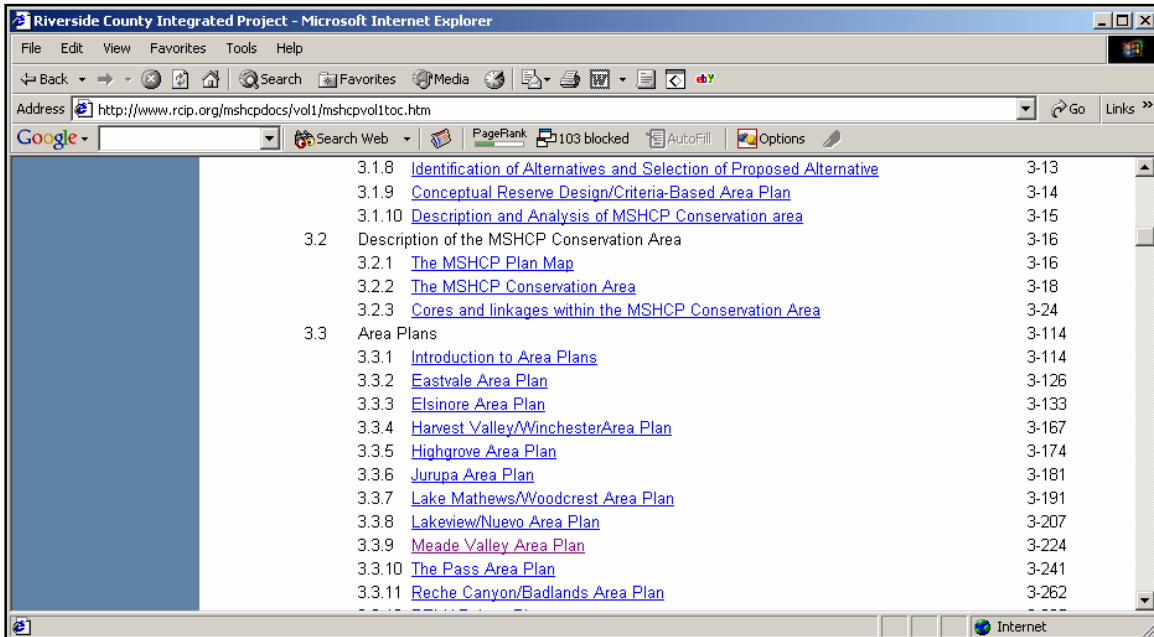 Riverside County Integrated Project - Microsoft Internet Explorer
File Edit View Favorites Tools Help
Back Search Favorites Media
Address http://www.rcip.org/mshcpdocs/vol1/mshcpvol1toc.htm Go Links »
Google Search Web PageRank 103 blocked AutoFill Options
3.1.8 Identification of Alternatives and Selection of Proposed Alternative 3-13
3.1.9 Conceptual Reserve Design/Criteria-Based Area Plan 3-14
3.1.10 Description and Analysis of MSHCP Conservation area 3-15
3.2 Description of the MSHCP Conservation Area 3-16
3.2.1 The MSHCP Plan Map 3-16
3.2.2 The MSHCP Conservation Area 3-18
3.2.3 Cores and linkages within the MSHCP Conservation Area 3-24
3.3 Area Plans 3-114
3.3.1 Introduction to Area Plans 3-114
3.3.2 Eastvale Area Plan 3-126
3.3.3 Elsinore Area Plan 3-133
3.3.4 Harvest Valley/WinchesterArea Plan 3-167
3.3.5 Highgrove Area Plan 3-174
3.3.6 Jurupa Area Plan 3-181
3.3.7 Lake Mathews/Woodcrest Area Plan 3-191
3.3.8 Lakeview/Nuevo Area Plan 3-207
3.3.9 Meade Valley Area Plan 3-224
3.3.10 The Pass Area Plan 3-241
3.3.11 Reche Canyon/Badlands Area Plan 3-262
Internet